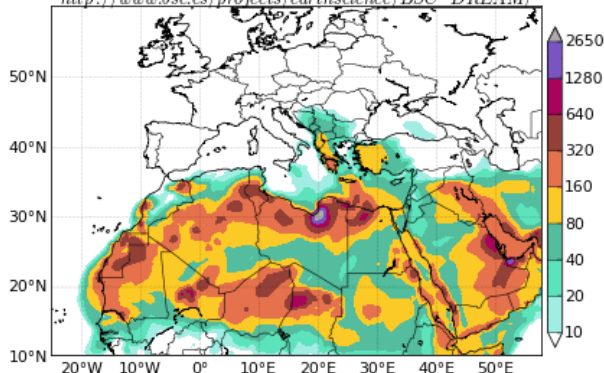 http://www.bsc.es/projects/earthscience/BSC-DREAM/
2650
1280
640
320
160
80
40
20
10
50°N
40°N
30°N
20°N
10°N
20°W 10°W 0° 10°E 20°E 30°E 40°E 50°E